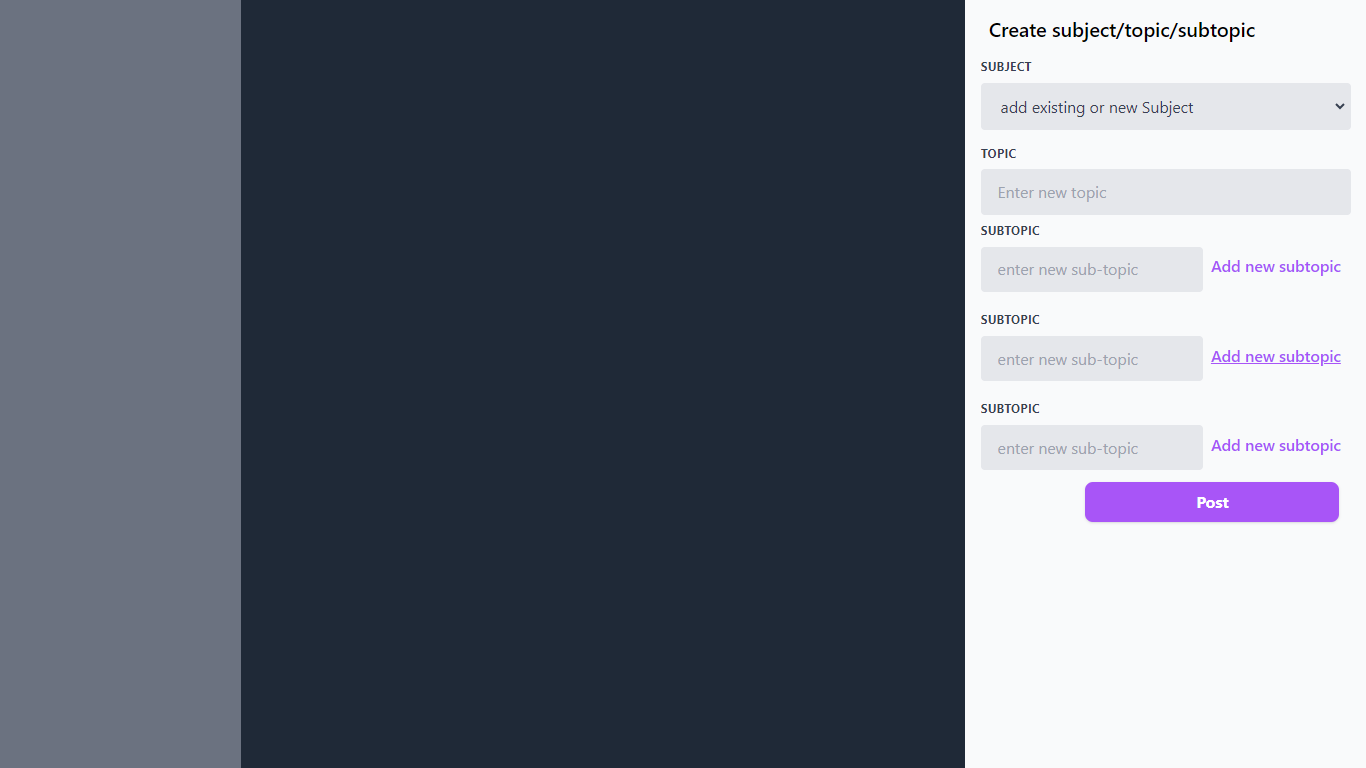 Create subject/topic/subtopic
SUBJECT
add existing or new Subject
TOPIC
Enter new topic
SUBTOPIC
enter new sub-topic Add new subtopic
SUBTOPIC
enter new sub-topic Add new subtopic
SUBTOPIC
enter new sub-topic Add new subtopic
Post